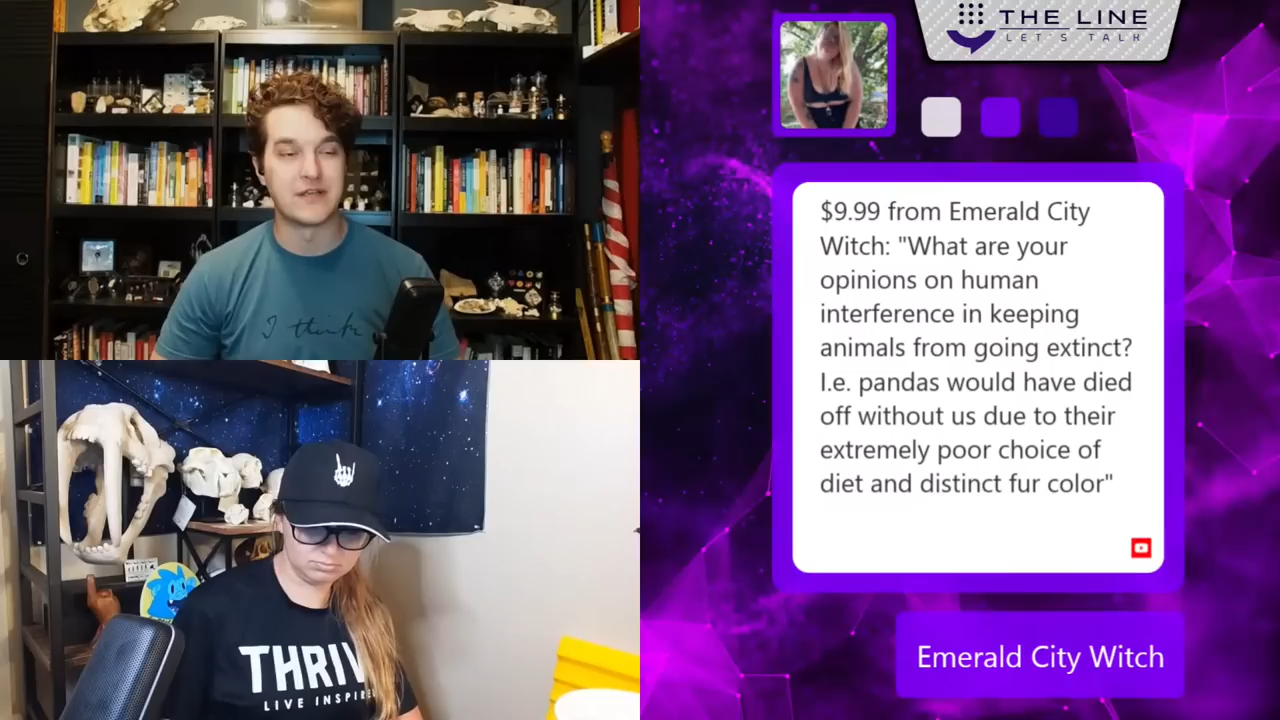 THE LINE
LET'S TALK
$9.99 from Emerald City
Witch: "What are your
opinions on human
interference in keeping
animals from going extinct?
I.e. pandas would have died
off without us due to their
extremely poor choice of
diet and distinct fur color"
Emerald City Witch
I think
THRIV
LIVE INSPIRE